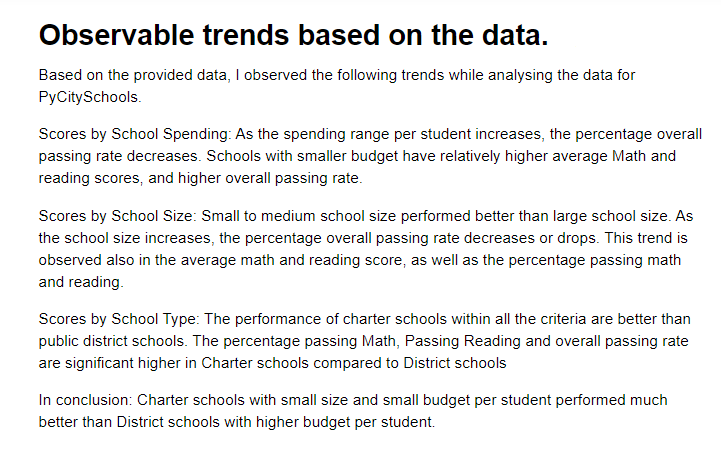 Observable trends based on the data.
Based on the provided data, I observed the following trends while analysing the data for
PyCitySchools.
Scores by School Spending: As the spending range per student increases, the percentage overall
passing rate decreases. Schools with smaller budget have relatively higher average Math and
reading scores, and higher overall passing rate.
Scores by School Size: Small to medium school size performed better than large school size. As
the school size increases, the percentage overall passing rate decreases or drops. This trend is
observed also in the average math and reading score, as well as the percentage passing math
and reading.
Scores by School Type: The performance of charter schools within all the criteria are better than
public district schools. The percentage passing Math, Passing Reading and overall passing rate
are significant higher in Charter schools compared to District schools
In conclusion: Charter schools with small size and small budget per student performed much
better than District schools with higher budget per student.